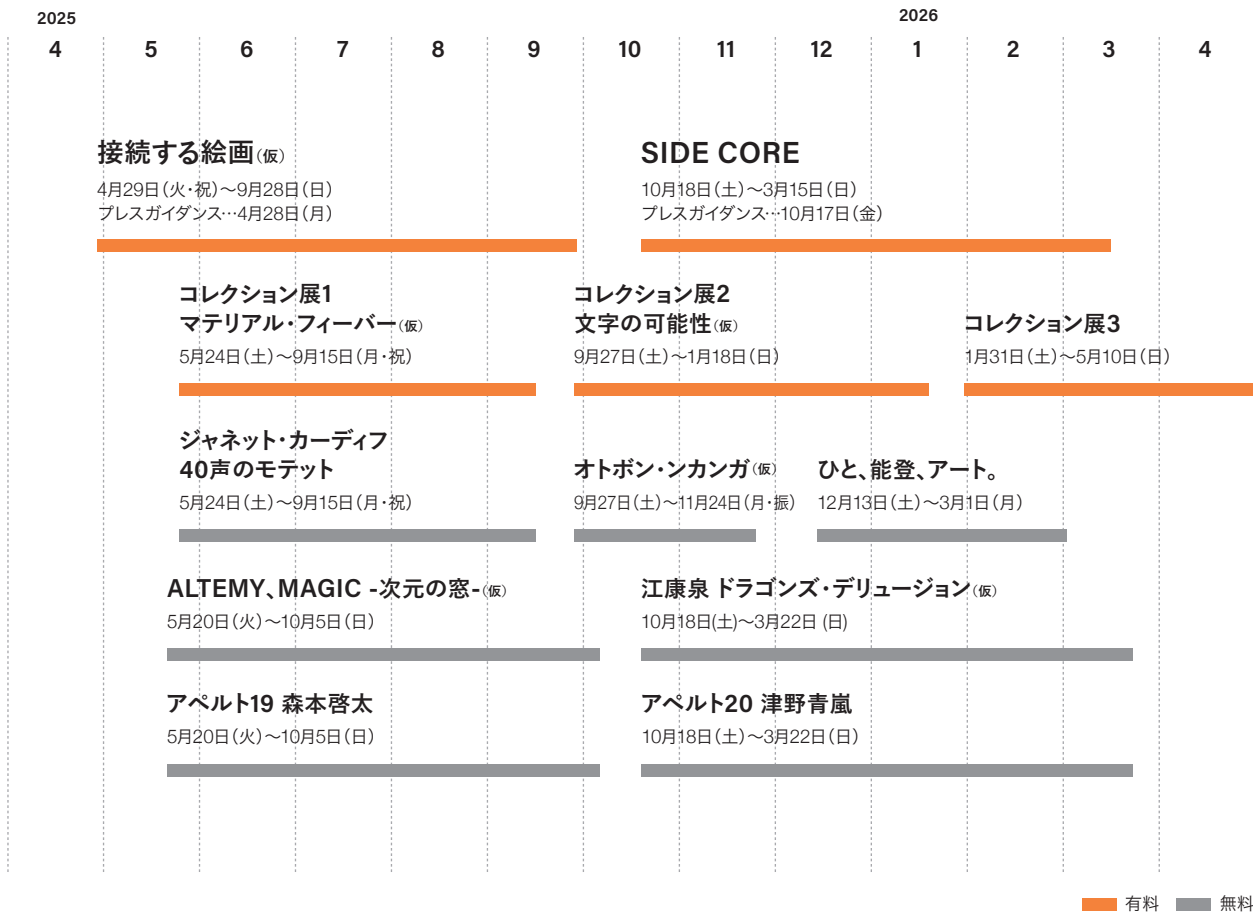 2025
2026
4
5
6
7
8
9
10
11
12
1
2
3
4
接続する絵画(仮)
4月29日(火・祝)〜9月28日(日)
プレスガイダンス…4月28日(月)
SIDE CORE
10月18日(土)〜3月15日(日)
プレスガイダンス…10月17日(金)
コレクション展1
マテリアル・フィーバー(仮)
5月24日(土)〜9月15日(月・祝)
コレクション展2
文字の可能性(仮)
9月27日(土)〜1月18日(日)
コレクション展3
1月31日(土)〜5月10日(日)
ジャネット・カーディフ
40声のモテット
5月24日(土)〜9月15日(月・祝)
オトボン・ンカンガ(仮)
9月27日(土)〜11月24日(月・振)
ひと、能登、アート。
12月13日(土)〜3月1日(月)
ALTEMY、MAGIC -次元の窓-(仮)
5月20日(火)〜10月5日(日)
江康泉 ドラゴンズ・デリュージョン(仮)
10月18日(土)〜3月22日 (日)
アペルト19 森本啓太
5月20日(火)〜10月5日(日)
アペルト20 津野青嵐
10月18日(土)〜3月22日(日)
有料
無料